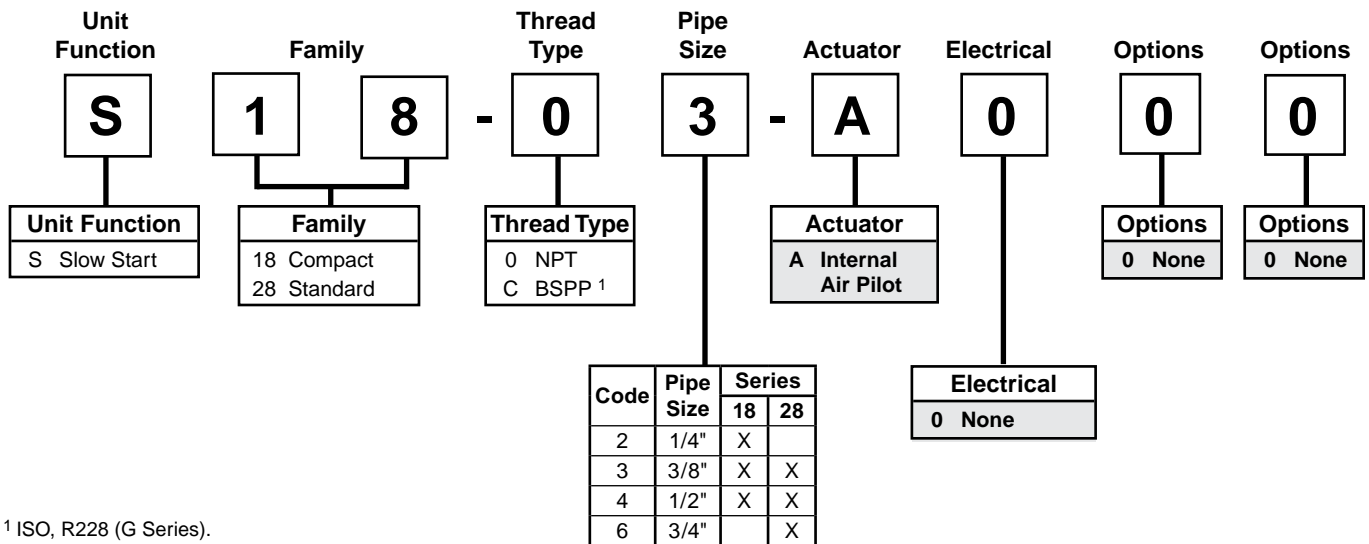 Unit Function Family Thread Type Pipe Size Actuator Electrical Options Options
S 1 8 - 0 3 - A 0 0 0
Unit Function
S Slow Start
Family
18 Compact
28 Standard
Thread Type
0 NPT
C BSPP 1
Actuator
A Internal
Air Pilot
Options
0 None
Options
0 None
Code Pipe Size Series
18 28
2 1/4" X
3 3/8" X X
4 1/2" X X
6 3/4" X
Electrical
0 None
1 ISO, R228 (G Series).